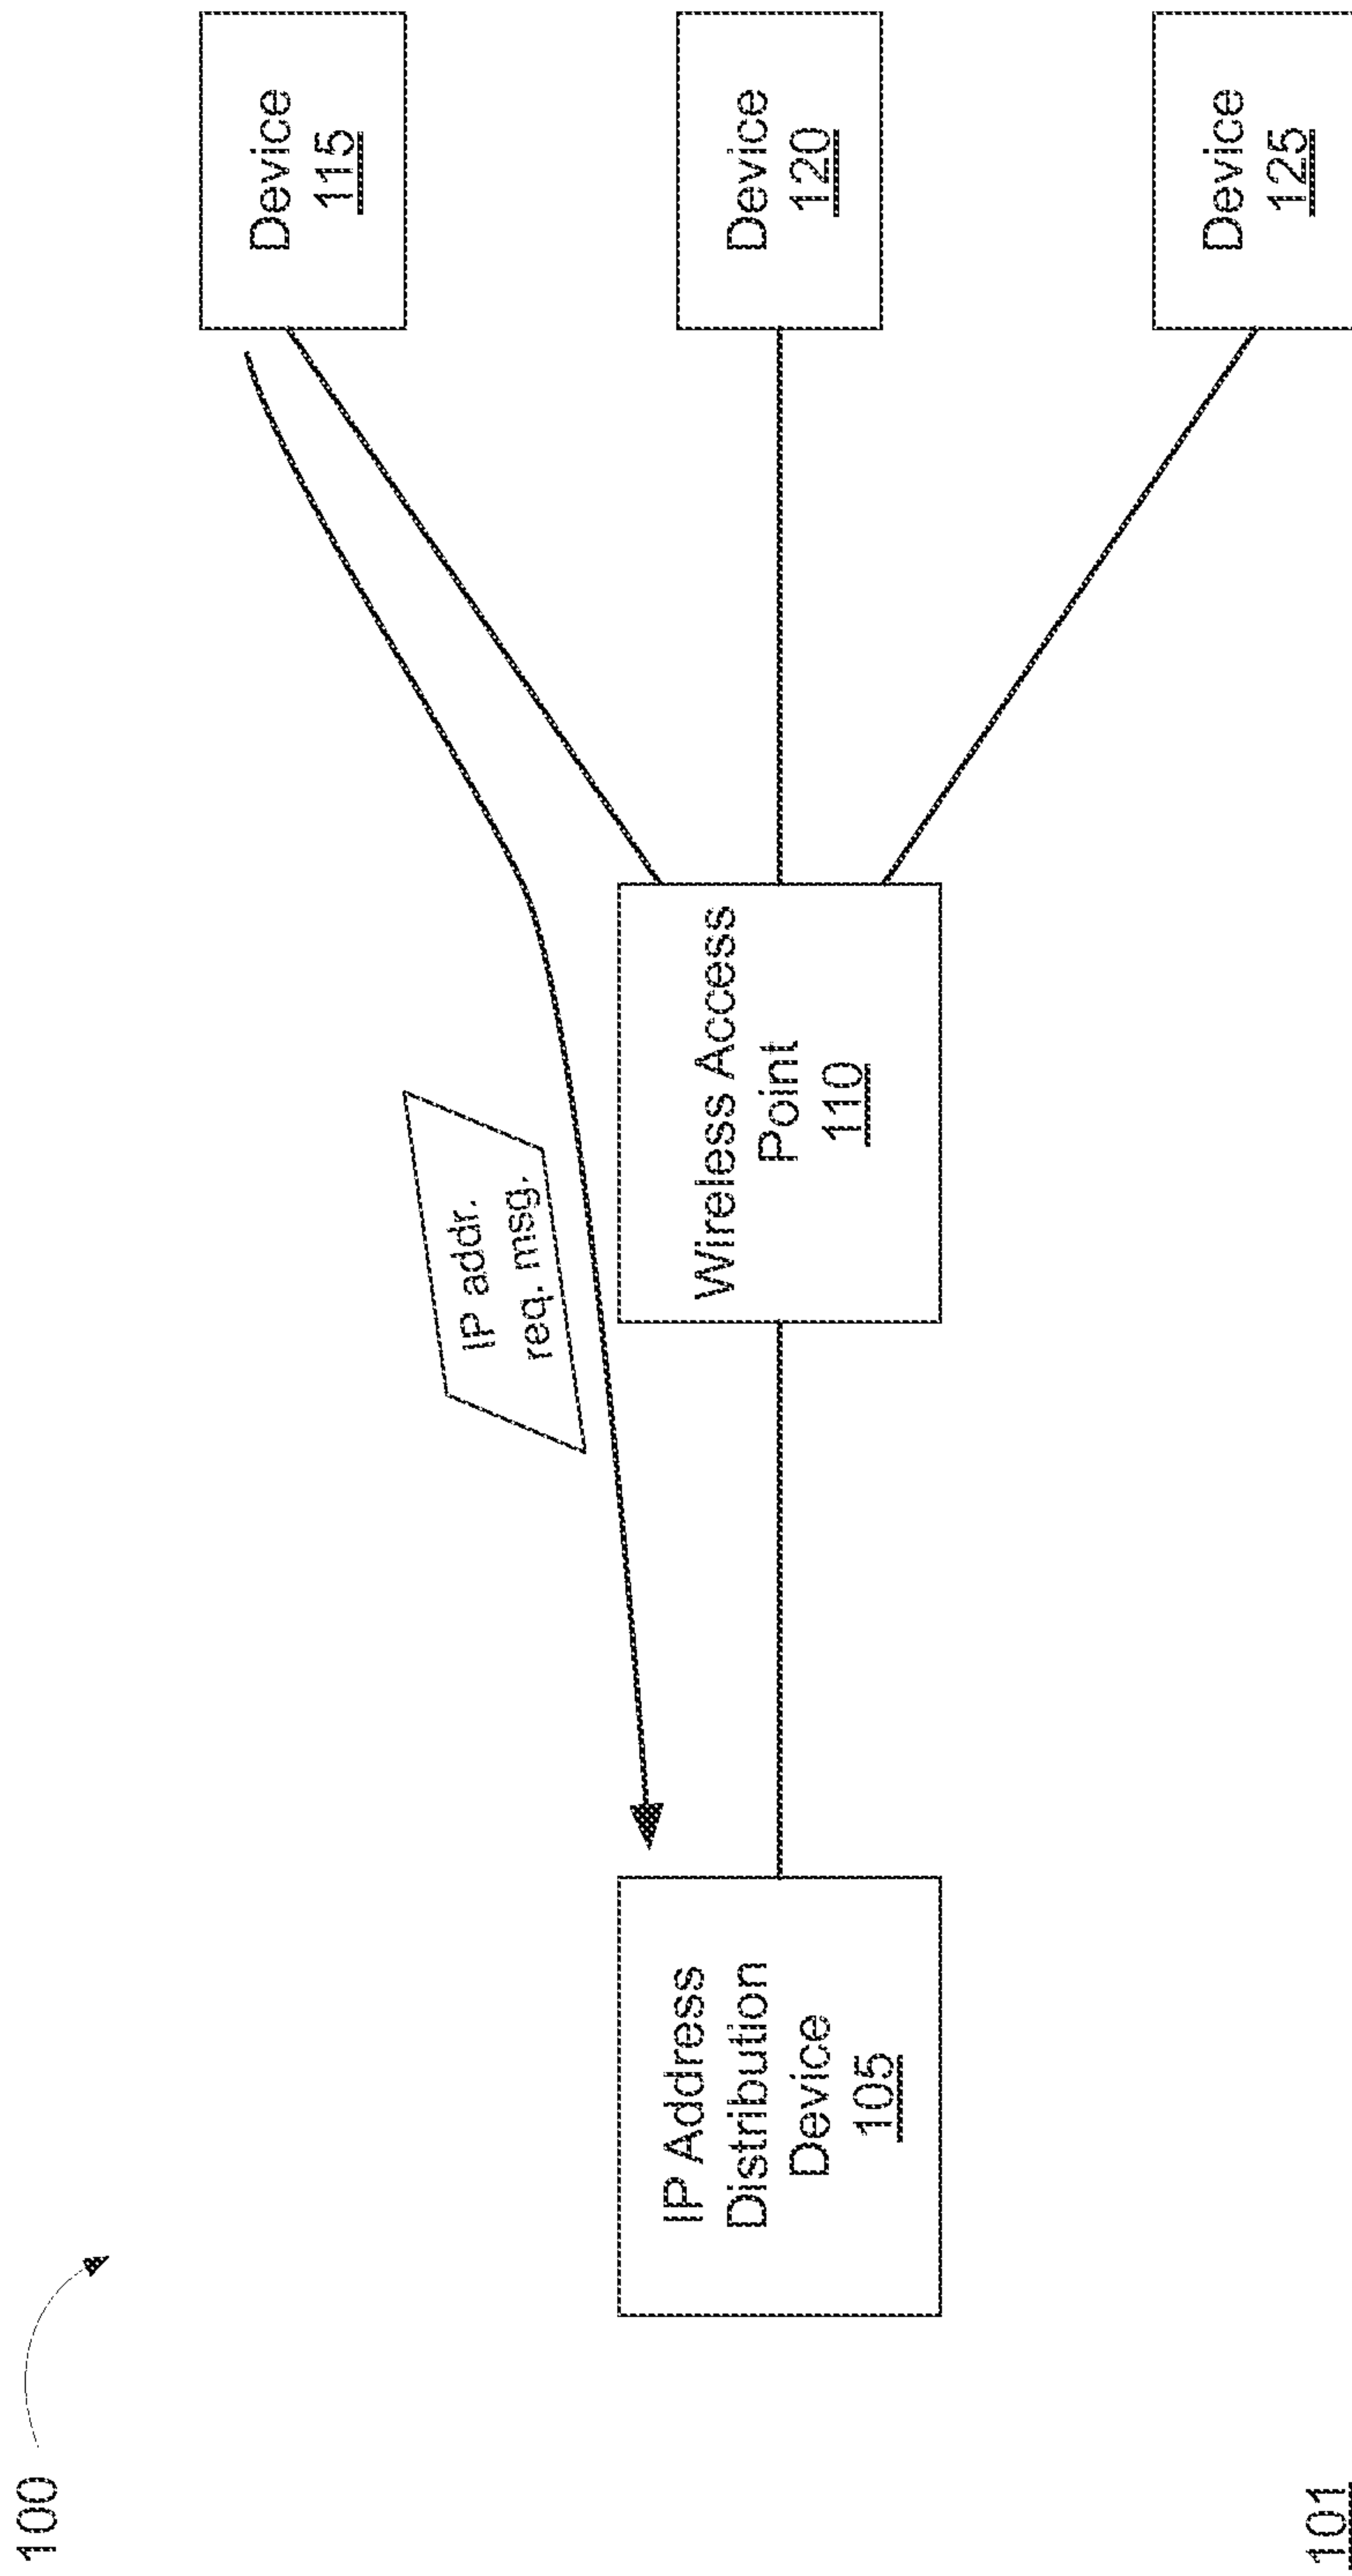 100
IP Address
Distribution
Device
105
IP addr.
req. msg.
Wireless Access
Point
110
Device
115
Device
120
Device
125
101